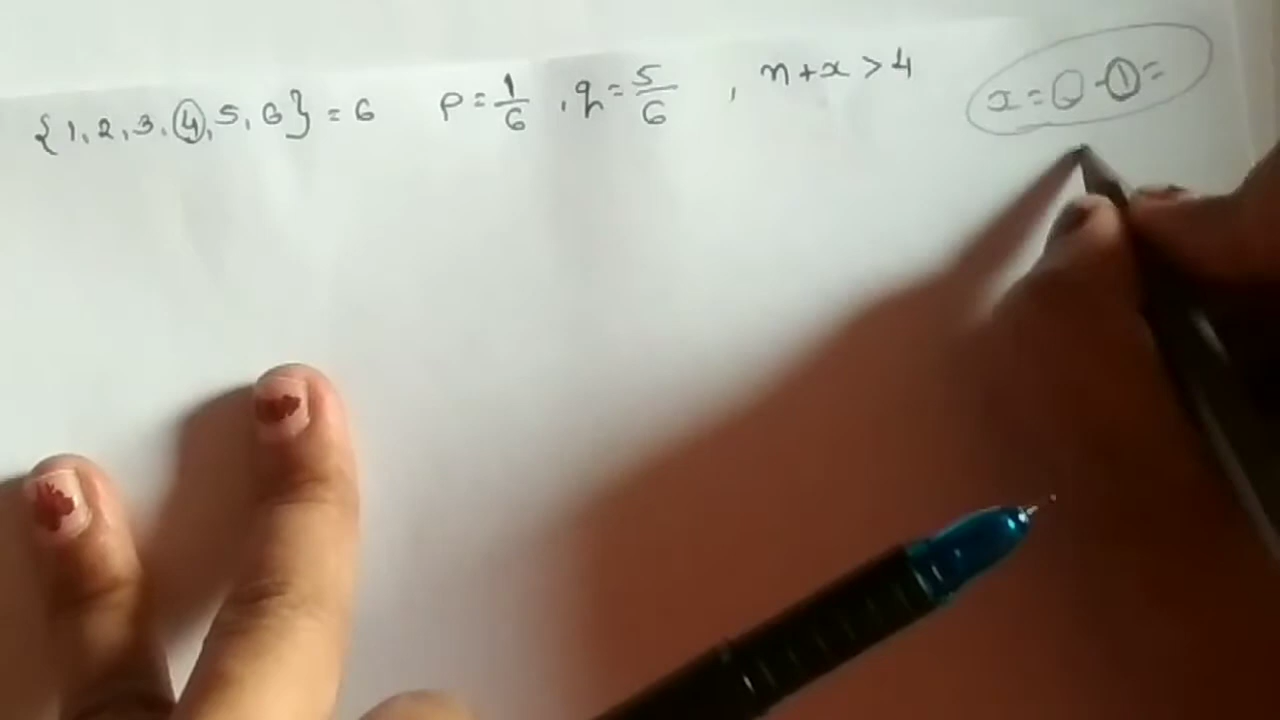 {1, 2, 3, 4, 5, 6} = 6 p = 1/6 , q = 5/6 , n + x > 4 x = 0 - 1 =